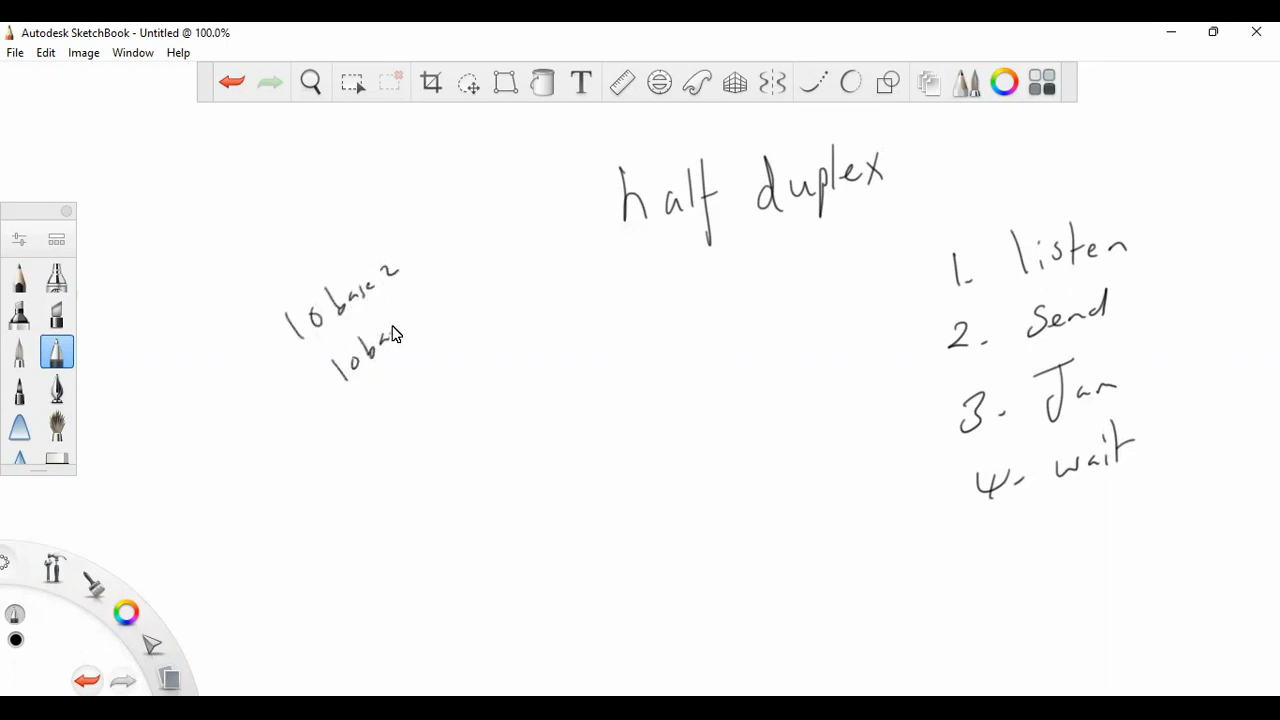 Autodesk SketchBook - Untitled @ 100.0%
File Edit Image Window Help
half duplex
10base2
10ba
1. listen
2. Send
3. Jam
4. wait